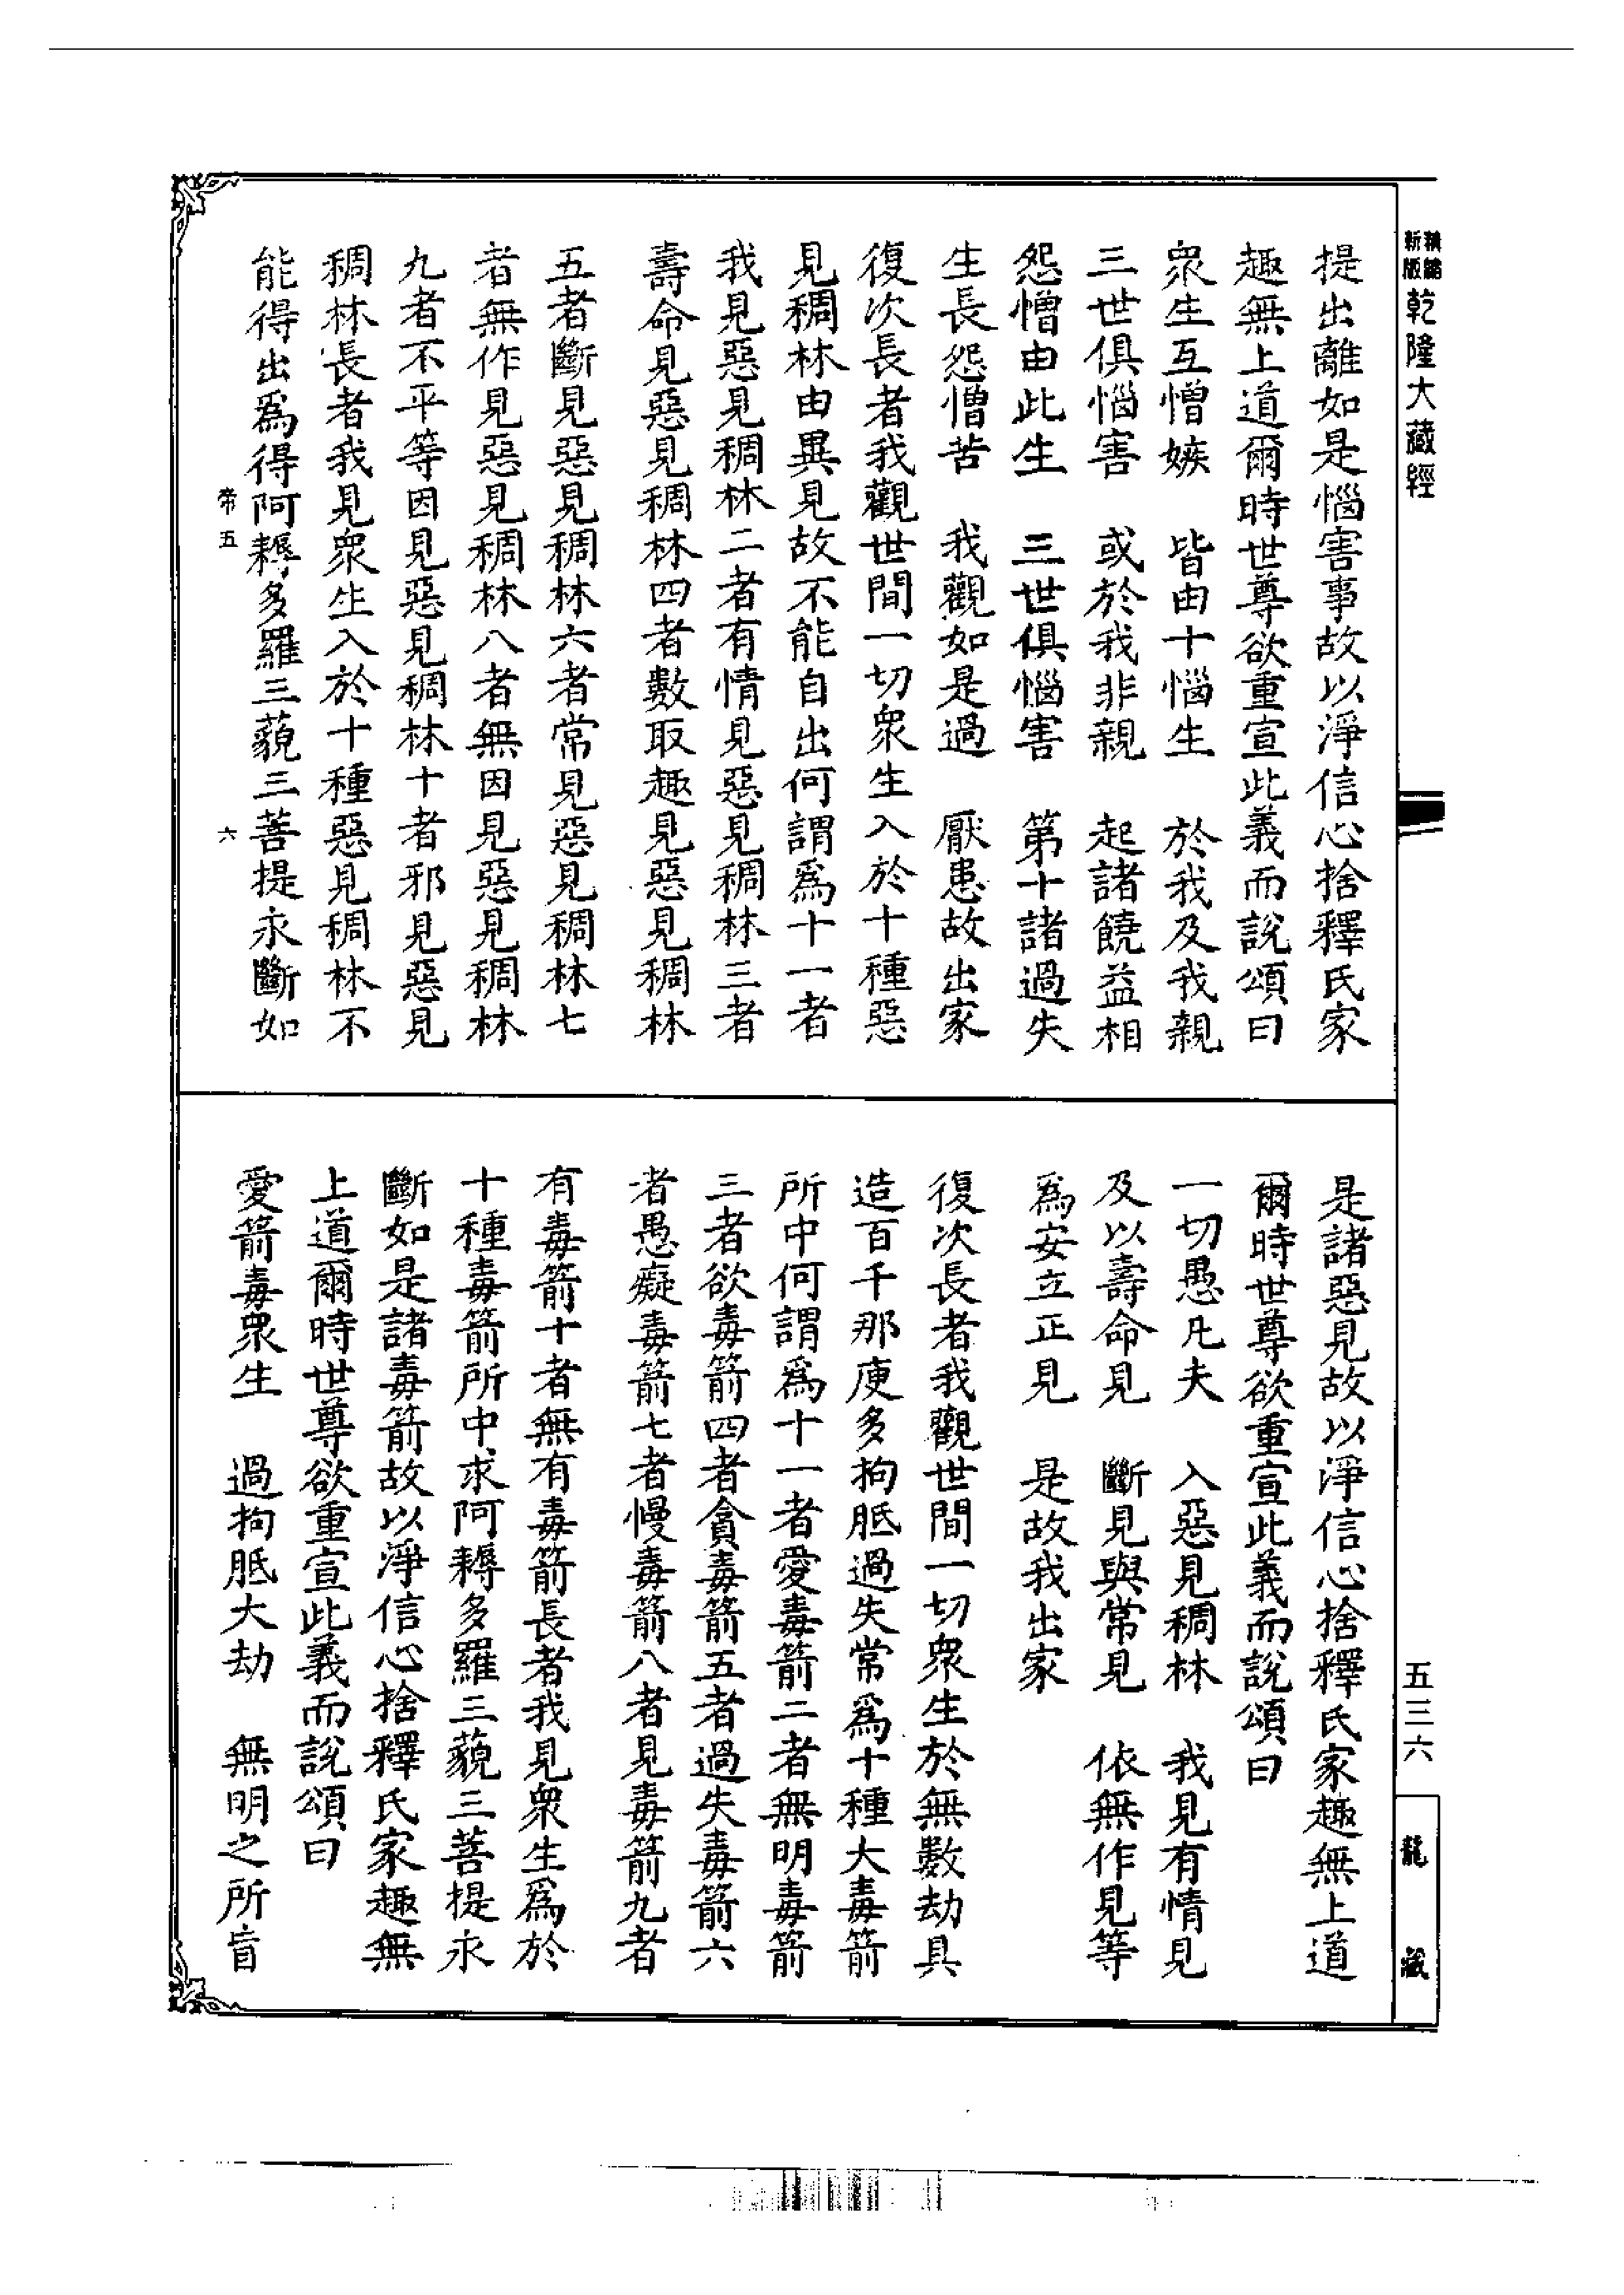 精縮新版乾隆大藏經
提出離如是惱害事故以淨信心捨釋氏家
趣無上道爾時世尊欲重宣此義而說頌曰
衆生互憎嫉　皆由十惱生　於我及我親
三世俱惱害　或於我非親　起諸饒益相
怨憎由此生　三世俱惱害　第十諸過失
生長怨憎苦　我觀如是過　厭患故出家
復次長者我觀世間一切衆生入於十種惡
見稠林由異見故不能自出何謂爲十一者
我見惡見稠林二者有情見惡見稠林三者
壽命見惡見稠林四者數取趣見惡見稠林
五者斷見惡見稠林六者常見惡見稠林七
者無作見惡見稠林八者無因見惡見稠林
九者不平等因見惡見稠林十者邪見惡見
稠林長者我見衆生入於十種惡見稠林不
能得出爲得阿耨多羅三藐三菩提永斷如
帝五　六
是諸惡見故以淨信心捨釋氏家趣無上道
爾時世尊欲重宣此義而說頌曰
一切愚凡夫　入惡見稠林　我見有情見
及以壽命見　斷見與常見　依無作見等
爲安立正見　是故我出家
復次長者我觀世間一切衆生於無數劫具
造百千那庾多拘胝過失常爲十種大毒箭
所中何謂爲十一者愛毒箭二者無明毒箭
三者欲毒箭四者貪毒箭五者過失毒箭六
者愚癡毒箭七者慢毒箭八者見毒箭九者
有毒箭十者無有毒箭長者我見衆生爲於
十種毒箭所中求阿耨多羅三藐三菩提永
斷如是諸毒箭故以淨信心捨釋氏家趣無
上道爾時世尊欲重宣此義而說頌曰
愛箭毒衆生　過拘胝大劫　無明之所盲
五三六
龍藏